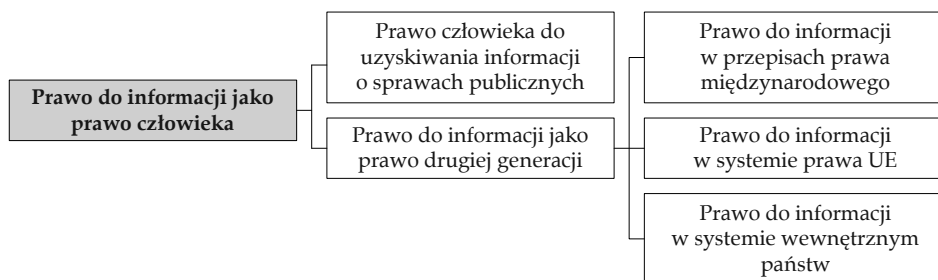 Prawo do informacji jako
prawo człowieka
Prawo człowieka do
uzyskiwania informacji
o sprawach publicznych
Prawo do informacji jako
prawo drugiej generacji
Prawo do informacji
w przepisach prawa
międzynarodowego
Prawo do informacji
w systemie prawa UE
Prawo do informacji
w systemie wewnętrznym
państw